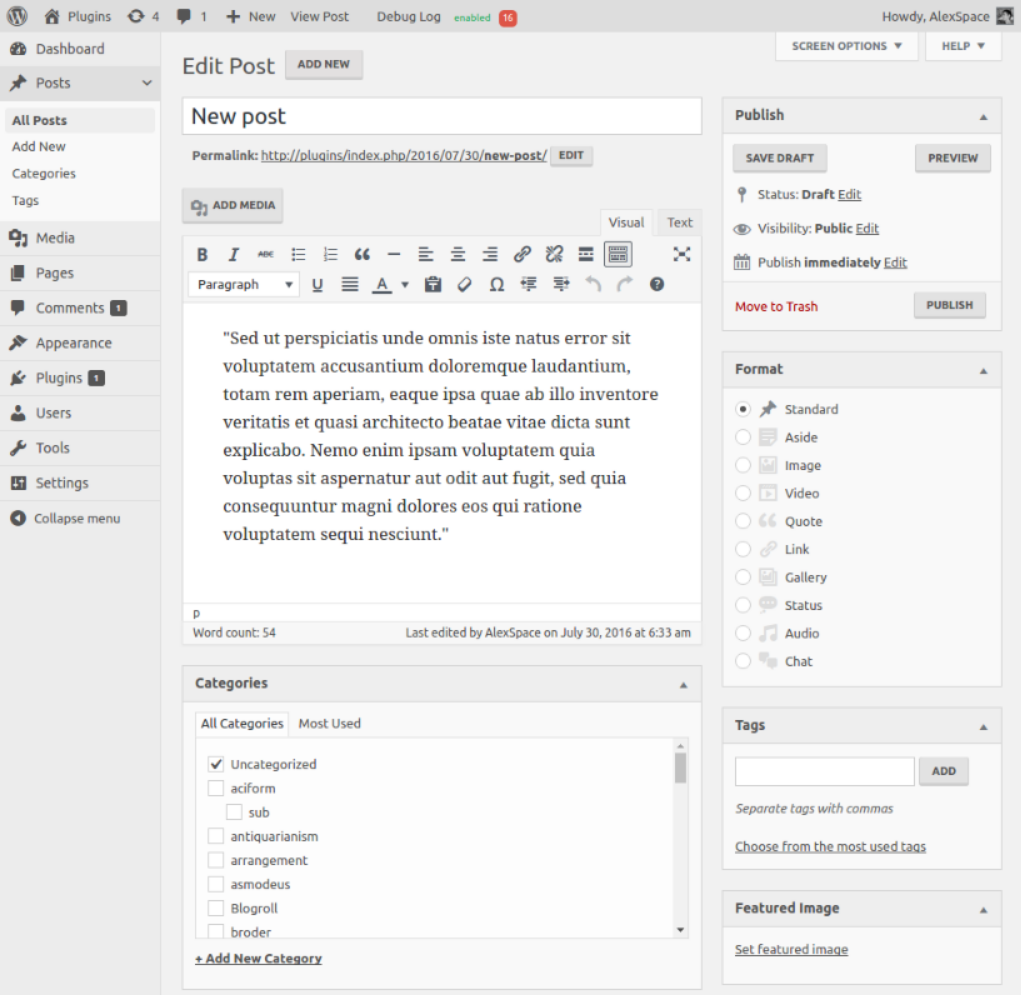 Plugins 4 1 New View Post Debug Log enabled 16 Howdy, AlexSpace
Dashboard
Posts
All Posts
Add New
Categories
Tags
Media
Pages
Comments 1
Appearance
Plugins 1
Users
Tools
Settings
Collapse menu
SCREEN OPTIONS HELP
Edit Post ADD NEW
New post
Permalink: http://plugins/index.php/2016/07/30/new-post/ EDIT
ADD MEDIA
Visual Text
B I ABC
Paragraph U A Ω ?
"Sed ut perspiciatis unde omnis iste natus error sit
voluptatem accusantium doloremque laudantium,
totam rem aperiam, eaque ipsa quae ab illo inventore
veritatis et quasi architecto beatae vitae dicta sunt
explicabo. Nemo enim ipsam voluptatem quia
voluptas sit aspernatur aut odit aut fugit, sed quia
consequuntur magni dolores eos qui ratione
voluptatem sequi nesciunt."
p
Word count: 54 Last edited by AlexSpace on July 30, 2016 at 6:33 am
Categories
All Categories Most Used
Uncategorized
aciform
sub
antiquarianism
arrangement
asmodeus
Blogroll
broder
+ Add New Category
Publish
SAVE DRAFT PREVIEW
Status: Draft Edit
Visibility: Public Edit
Publish immediately Edit
Move to Trash PUBLISH
Format
Standard
Aside
Image
Video
Quote
Link
Gallery
Status
Audio
Chat
Tags
ADD
Separate tags with commas
Choose from the most used tags
Featured Image
Set featured image